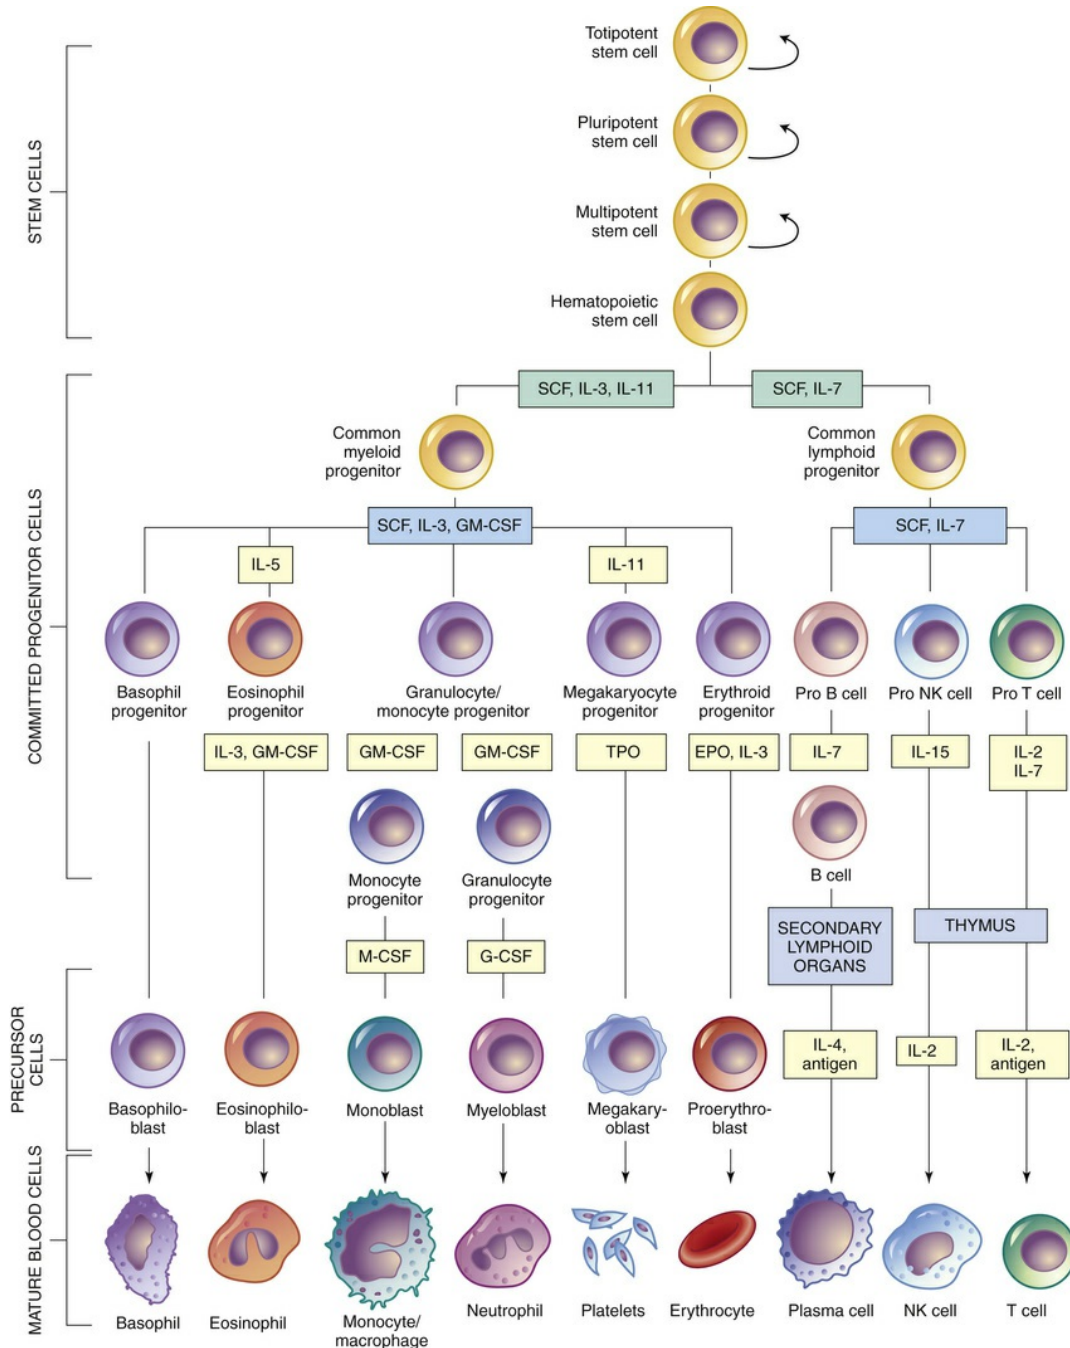 STEM CELLS
Totipotent
stem cell
Pluripotent
stem cell
Multipotent
stem cell
Hematopoietic
stem cell
COMMITTED PROGENITOR CELLS
SCF, IL-3, IL-11
SCF, IL-7
Common
myeloid
progenitor
Common
lymphoid
progenitor
SCF, IL-3, GM-CSF
SCF, IL-7
IL-5
IL-11
Basophil
progenitor
Eosinophil
progenitor
Granulocyte/
monocyte progenitor
Megakaryocyte
progenitor
Erythroid
progenitor
Pro B cell
Pro NK cell
Pro T cell
IL-3, GM-CSF
GM-CSF
GM-CSF
TPO
EPO, IL-3
IL-7
IL-15
IL-2
IL-7
Monocyte
progenitor
Granulocyte
progenitor
B cell
M-CSF
G-CSF
SECONDARY
LYMPHOID
ORGANS
THYMUS
PRECURSOR
CELLS
IL-4,
antigen
IL-2
IL-2,
antigen
Basophilo-
blast
Eosinophilo-
blast
Monoblast
Myeloblast
Megakary-
oblast
Proerythro-
blast
MATURE BLOOD CELLS
Basophil
Eosinophil
Monocyte/
macrophage
Neutrophil
Platelets
Erythrocyte
Plasma cell
NK cell
T cell